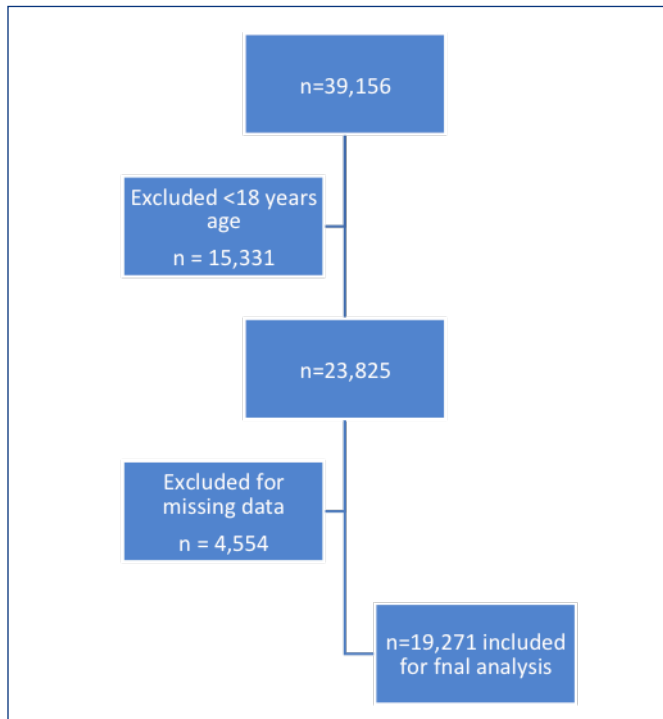 n=39,156
Excluded <18 years
age
n = 15,331
n=23,825
Excluded for
missing data
n = 4,554
n=19,271 included
for fnal analysis